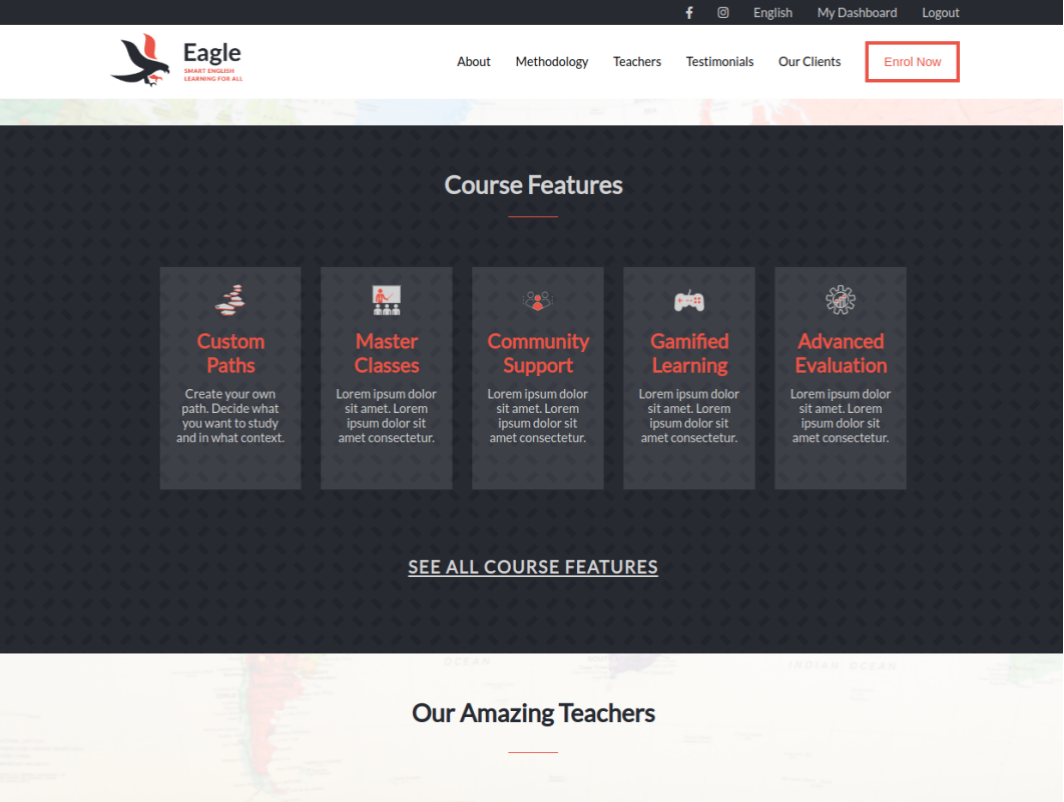 English My Dashboard Logout
Eagle
SMART ENGLISH
LEARNING FOR ALL
About Methodology Teachers Testimonials Our Clients Enrol Now
Course Features
Custom
Paths
Create your own
path. Decide what
you want to study
and in what context.
Master
Classes
Lorem ipsum dolor
sit amet. Lorem
ipsum dolor sit
amet consectetur.
Community
Support
Lorem ipsum dolor
sit amet. Lorem
ipsum dolor sit
amet consectetur.
Gamified
Learning
Lorem ipsum dolor
sit amet. Lorem
ipsum dolor sit
amet consectetur.
Advanced
Evaluation
Lorem ipsum dolor
sit amet. Lorem
ipsum dolor sit
amet consectetur.
SEE ALL COURSE FEATURES
OCEAN
INDIAN OCEAN
Our Amazing Teachers